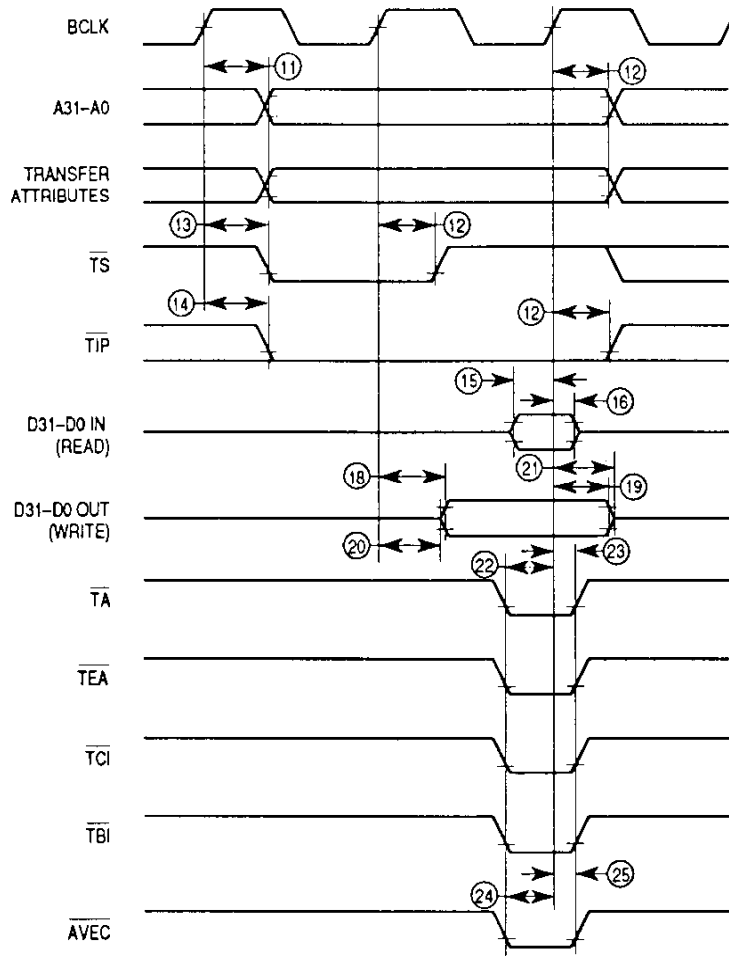 BCLK
11
12
A31–A0
TRANSFER
ATTRIBUTES
13
12
TS
14
12
TIP
15
16
D31–D0 IN
(READ)
21
18
19
D31–D0 OUT
(WRITE)
20
22
23
TA
TEA
TCI
TBI
24
25
AVEC